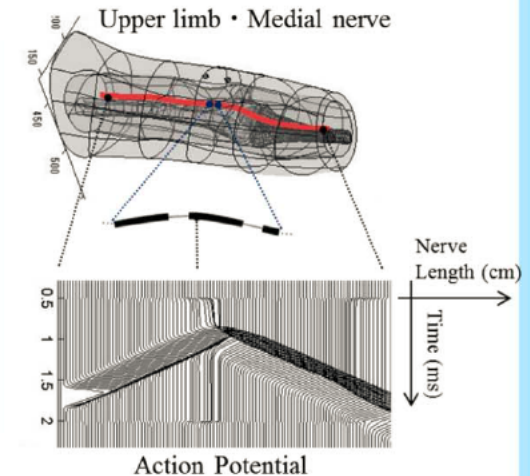 Upper limb・Medial nerve
100
150
450
500
Nerve
Length (cm)
Time (ms)
0.5
1
1.5
2
Action Potential